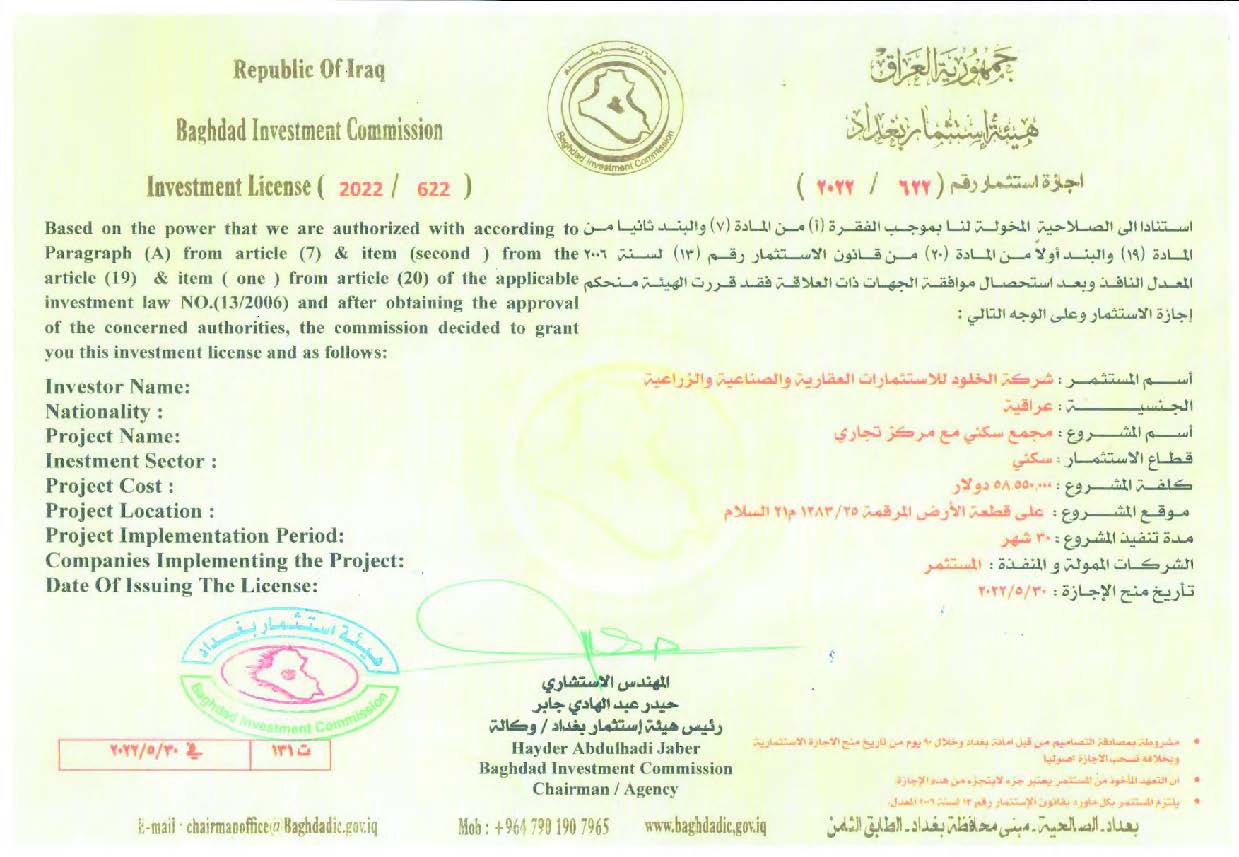 Republic Of Iraq
Baghdad Investment Commission
Investment License ( 2022 / 622 )
جمهورية العراق
هيئة إستثمار بغداد
اجازة استثمار رقم ( ٦٢٢ / ٢٠٢٢ )
هيئة استثمار بغداد
Baghdad Investment Commission
Based on the power that we are authorized with according to
Paragraph (A) from article (7) & item (second ) from the
article (19) & item ( one ) from article (20) of the applicable
investment law NO.(13/2006) and after obtaining the approval
of the concerned authorities, the commission decided to grant
you this investment license and as follows:
استنادا الى الصلاحية المخولة لنا بموجب الفقرة (أ) من المادة (٧) والبند ثانيا من
المادة (١٩) والبند أولاً من المادة (٢٠) من قانون الاستثمار رقم (١٣) لسنة ٢٠٠٦
المعدل النافذ وبعد استحصال موافقة الجهات ذات العلاقة فقد قررت الهيئة منحكم
إجازة الاستثمار وعلى الوجه التالي :
Investor Name:
Nationality :
Project Name:
Inestment Sector :
Project Cost :
Project Location :
Project Implementation Period:
Companies Implementing the Project:
Date Of Issuing The License:
أسم المستثمر : شركة الخلود للاستثمارات العقارية والصناعية والزراعية
الجنسية : عراقية
أسم المشروع : مجمع سكني مع مركز تجاري
قطاع الاستثمار : سكني
كلفة المشروع : ٥٨,٥٥٠,٠٠٠ دولار
موقع المشروع : على قطعة الأرض المرقمة ١٢٨٣/٢٥ م٢١ السلام
مدة تنفيذ المشروع : ٣٠ شهر
الشركات الممولة و المنفذة : المستثمر
تأريخ منح الإجازة : ٢٠٢٢/٥/٣٠
هيئة استثمار بغداد
Baghdad Investment Commission
ت ١٣١
في ٢٠٢٢/٥/٣٠
المهندس الاستشاري
حيدر عبد الهادي جابر
رئيس هيئة إستثمار بغداد / وكالة
Hayder Abdulhadi Jaber
Baghdad Investment Commission
Chairman / Agency
• مشروطة بمصادقة التصاميم من قبل امانة بغداد وخلال ٩٠ يوم من تاريخ منح الاجازة الاستثمارية
وبخلافه تسحب الاجازة اصوليا
• أن التعهد المأخوذ من المستثمر يعتبر جزء لايتجزء من هذه الإجازة.
• يلتزم المستثمر بكل ماورد بقانون الإستثمار رقم ١٣ لسنة ٢٠٠٦ المعدل.
E-mail : chairmanoffice@Baghdadic.gov.iq
Mob : +964 790 190 7965
www.baghdadic.gov.iq
بغداد - الصالحية - مبنى محافظة بغداد - الطابق الثامن